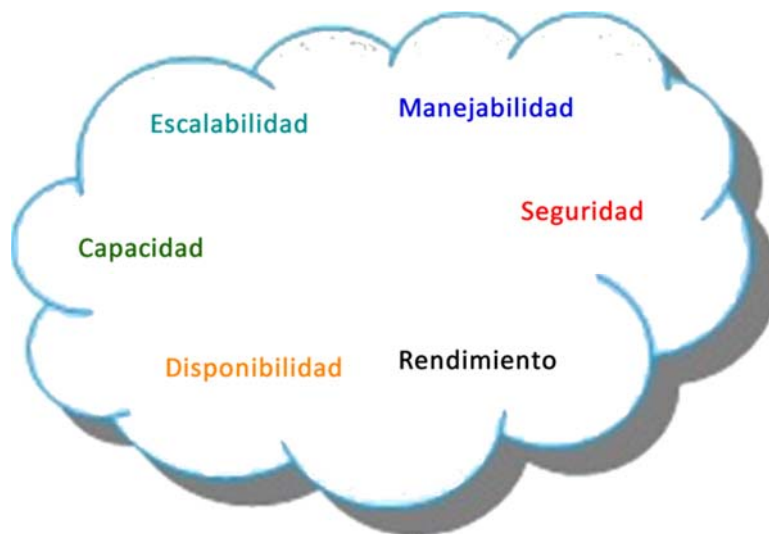 Escalabilidad
Manejabilidad
Seguridad
Capacidad
Disponibilidad
Rendimiento